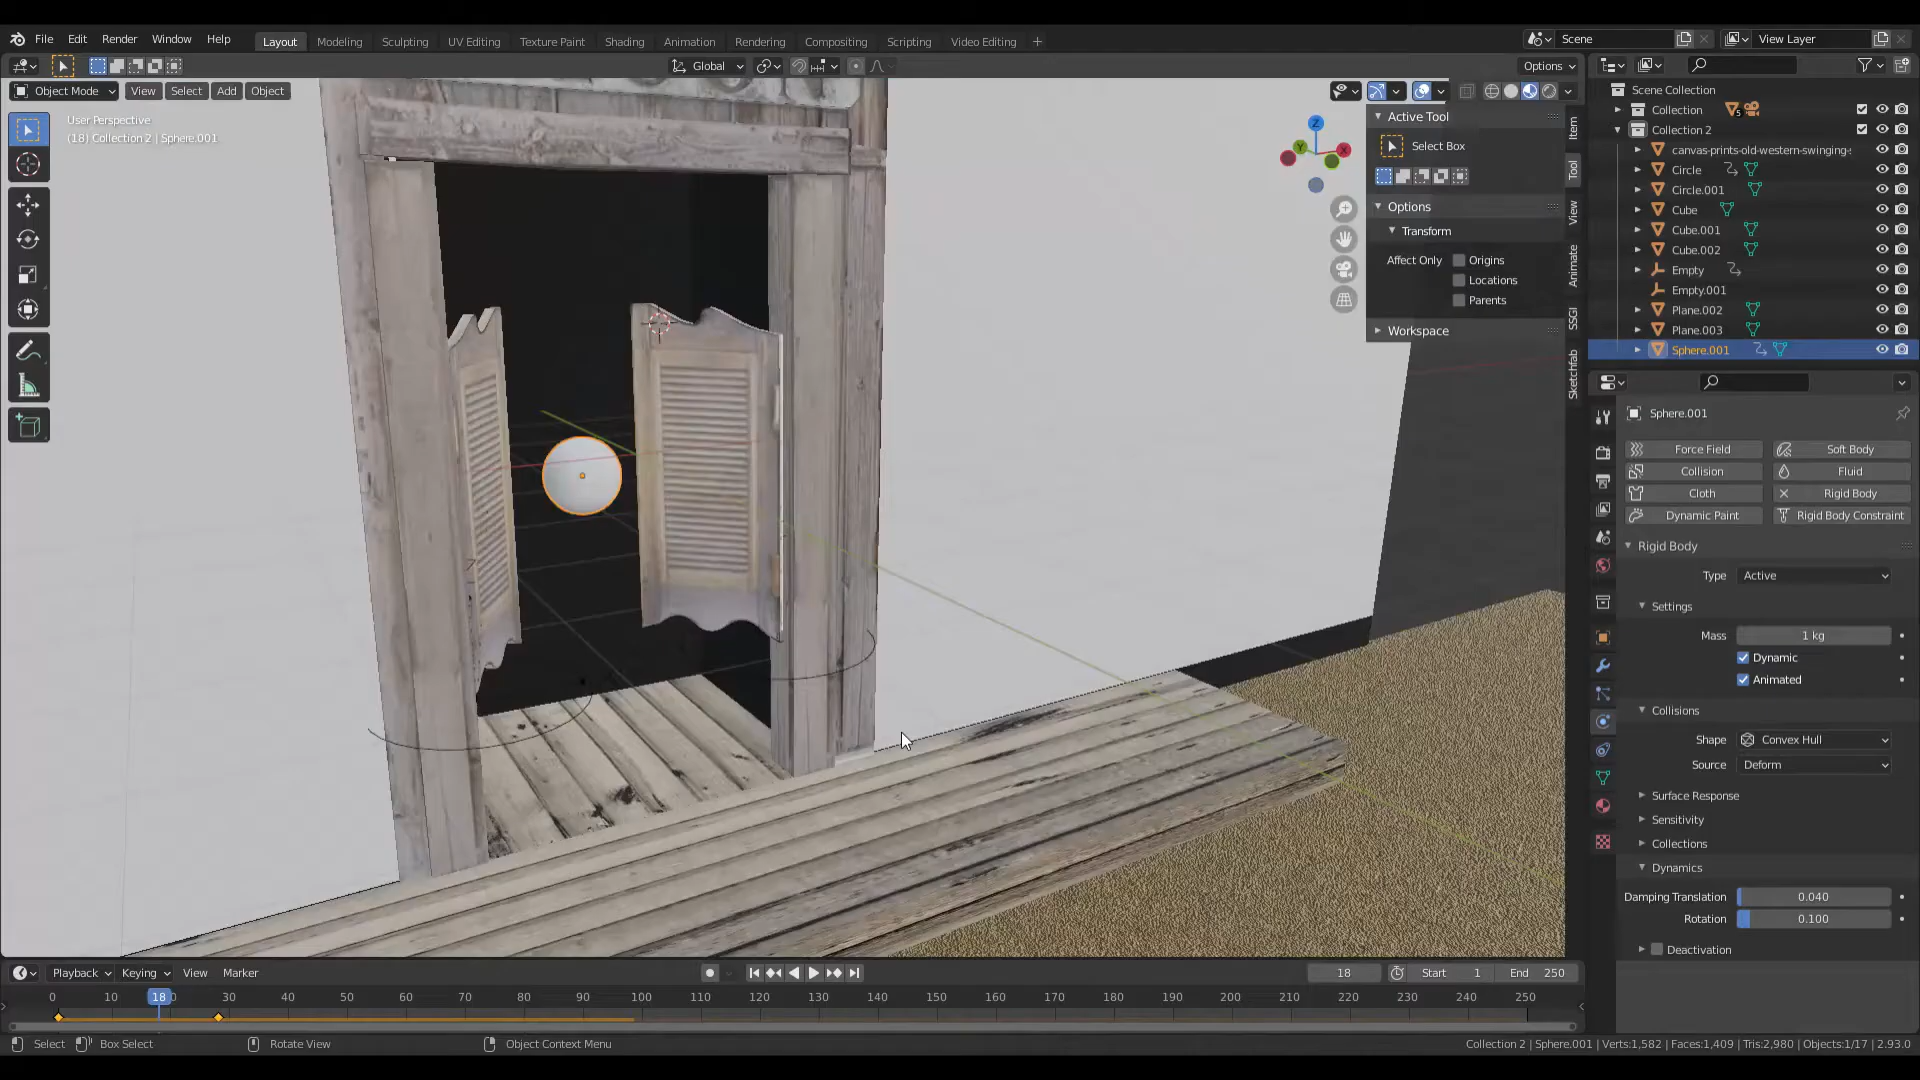 File Edit Render Window Help
Layout Modeling Sculpting UV Editing Texture Paint Shading Animation Rendering Compositing Scripting Video Editing +
Scene
View Layer
Global
Options
Object Mode View Select Add Object
User Perspective
(18) Collection 2 | Sphere.001
Z
Y
X
Active Tool
Select Box
Options
Transform
Affect Only Origins
Locations
Parents
Workspace
Item
Tool
View
Animate
SSGI
Sketchfab
Scene Collection
Collection 5
Collection 2
canvas-prints-old-western-swinging-
Circle
Circle.001
Cube
Cube.001
Cube.002
Empty
Empty.001
Plane.002
Plane.003
Sphere.001
Sphere.001
Force Field Soft Body
Collision Fluid
Cloth Rigid Body
Dynamic Paint Rigid Body Constraint
Rigid Body
Type Active
Settings
Mass 1 kg
Dynamic
Animated
Collisions
Shape Convex Hull
Source Deform
Surface Response
Sensitivity
Collections
Dynamics
Damping Translation 0.040
Rotation 0.100
Deactivation
Playback Keying View Marker
18 Start 1 End 250
0 10 18 30 40 50 60 70 80 90 100 110 120 130 140 150 160 170 180 190 200 210 220 230 240 250
Select Box Select Rotate View Object Context Menu
Collection 2 | Sphere.001 | Verts:1,582 | Faces:1,409 | Tris:2,980 | Objects:1/17 | 2.93.0